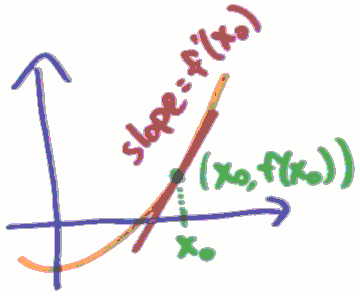 slope = f'(x₀)
(x₀, f(x₀))
x₀